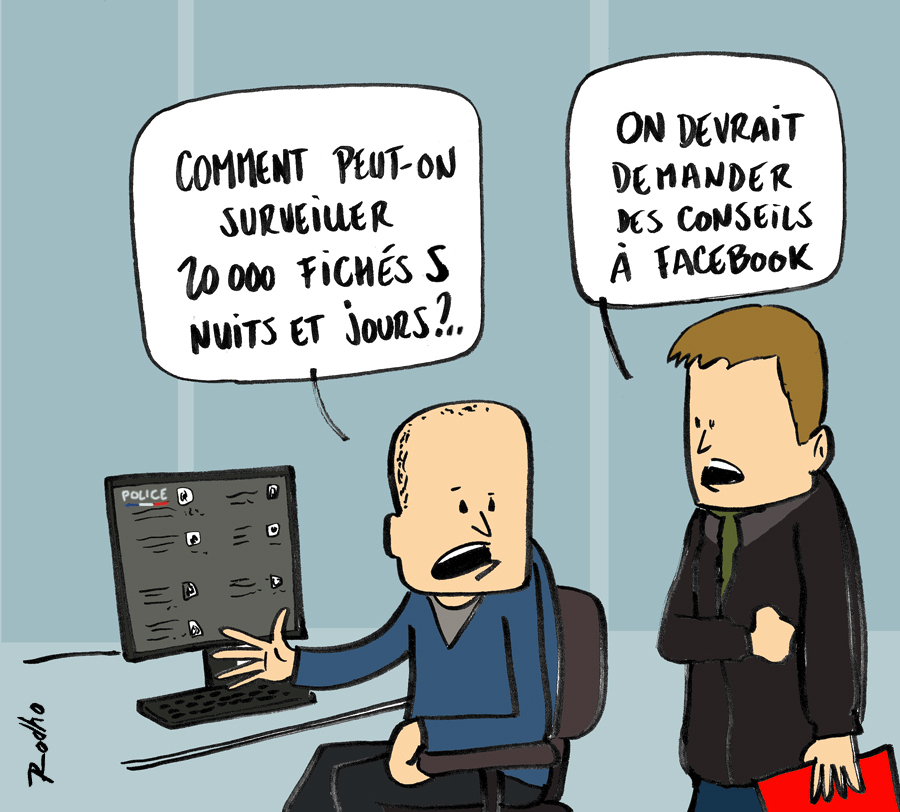 COMMENT PEUT-ON
SURVEILLER
20 000 FICHÉS S
NUITS ET JOURS?...
ON DEVRAIT
DEMANDER
DES CONSEILS
À FACEBOOK
POLICE
Rodho